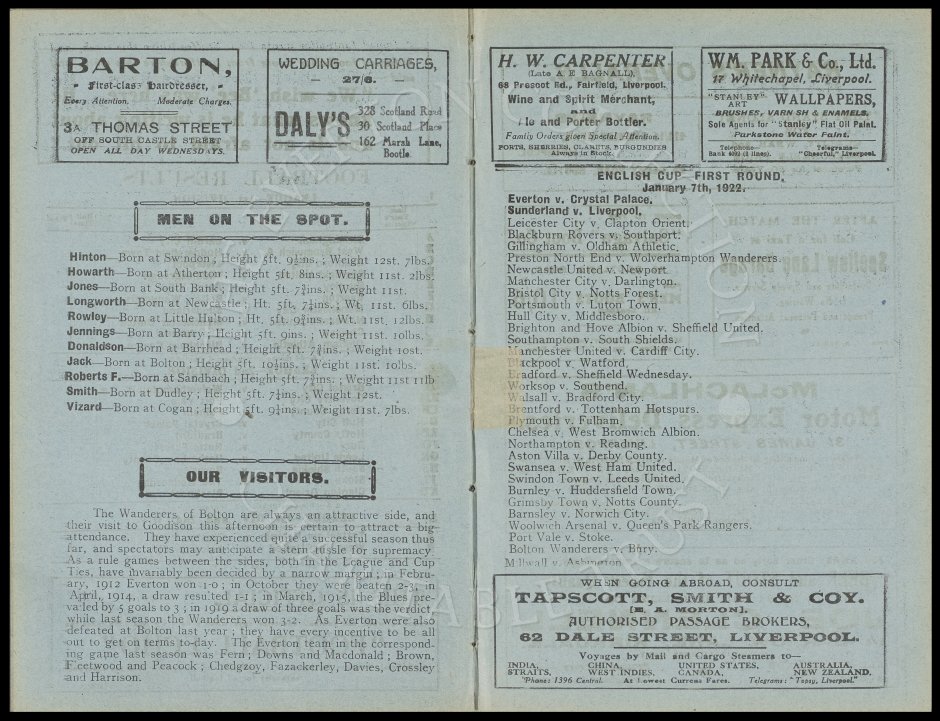 BARTON,
First-class Hairdresser,
Every Attention. Moderate Charges.
3A THOMAS STREET
OFF SOUTH CASTLE STREET
OPEN ALL DAY WEDNESDAYS.
WEDDING CARRIAGES,
— 27/6. —
DALY'S
328 Scotland Road
30 Scotland Place
162 Marsh Lane,
Bootle.
MEN ON THE SPOT.
Hinton—Born at Swindon, Height 5ft. 9½ins. ; Weight 12st. 7lbs.
Howarth—Born at Atherton ; Height 5ft. 8ins. ; Weight 11st. 2lbs.
Jones—Born at South Bank ; Height 5ft. 7¾ins. ; Weight 11st.
Longworth—Born at Newcastle ; Ht. 5ft. 7½ins. ; Wt. 11st. 6lbs.
Rowley—Born at Little Hulton ; Ht. 5ft. 9¾ins. ; Wt. 11st. 12lbs.
Jennings—Born at Barry ; Height 5ft. 9ins. ; Weight 11st. 10lbs.
Donaldson—Born at Barrhead ; Height 5ft. 7¾ins. ; Weight 10st.
Jack—Born at Bolton ; Height 5ft. 10½ins. ; Weight 11st. 10lbs.
Roberts F.—Born at Sandbach ; Height 5ft. 7¾ins. ; Weight 11st 11lb
Smith—Born at Dudley ; Height 5ft. 7½ins. ; Weight 12st.
Vizard—Born at Cogan ; Height 5ft. 9½ins. ; Weight 11st. 7lbs.
OUR VISITORS.
The Wanderers of Bolton are always an attractive side, and
their visit to Goodison this afternoon is certain to attract a big
attendance. They have experienced quite a successful season thus
far, and spectators may anticipate a stern tussle for supremacy
As a rule games between the sides, both in the League and Cup
Ties, have invariably been decided by a narrow margin ; in Febru-
ary, 1912 Everton won 1-0 ; in October they were beaten 2-3, in
April, 1914, a draw resulted 1-1 ; in March, 1915, the Blues pre-
vailed by 5 goals to 3 ; in 1919 a draw of three goals was the verdict,
while last season the Wanderers won 3-2. As Everton were also
defeated at Bolton last year ; they have every incentive to be all
out to get on terms to-day. The Everton team in the correspond-
ing game last season was Fern ; Downs and Macdonald ; Brown,
Fleetwood and Peacock ; Chedgzoy, Fazackerley, Davies, Crossley
and Harrison.
H. W. CARPENTER
(Late A E BAGNALL),
68 Prescot Rd., Fairfield, Liverpool.
Wine and Spirit Merchant,
and
Ale and Porter Bottler.
Family Orders given Special Attention.
PORTS, SHERRIES, CLARETS, BURGUNDIES
Always in Stock.
WM. PARK & Co., Ltd.
17 Whitechapel, Liverpool.
"STANLEY" ART WALLPAPERS,
BRUSHES, VARNISH & ENAMELS.
Sole Agents for "Stanley" Flat Oil Paint.
Parkstone Water Paint.
Telephone— Telegrams—
Bank 6092 (2 lines). "Cheerful," Liverpool.
ENGLISH CUP FIRST ROUND.
January 7th, 1922.
Everton v. Crystal Palace.
Sunderland v. Liverpool.
Leicester City v. Clapton Orient.
Blackburn Rovers v. Southport.
Gillingham v. Oldham Athletic.
Preston North End v. Wolverhampton Wanderers.
Newcastle United v. Newport
Manchester City v. Darlington.
Bristol City v. Notts Forest.
Portsmouth v. Luton Town.
Hull City v. Middlesboro.
Brighton and Hove Albion v. Sheffield United.
Southampton v. South Shields.
Manchester United v. Cardiff City.
Blackpool v. Watford.
Bradford v. Sheffield Wednesday.
Worksop v. Southend.
Walsall v. Bradford City.
Brentford v. Tottenham Hotspurs.
Plymouth v. Fulham.
Chelsea v. West Bromwich Albion.
Northampton v. Reading.
Aston Villa v. Derby County.
Swansea v. West Ham United.
Swindon Town v. Leeds United.
Burnley v. Huddersfield Town.
Grimsby Town v. Notts County.
Barnsley v. Norwich City.
Woolwich Arsenal v. Queen's Park Rangers.
Port Vale v. Stoke.
Bolton Wanderers v. Bury.
Millwall v. Ashington.
WHEN GOING ABROAD, CONSULT
TAPSCOTT, SMITH & COY.
[E. A. MORTON].
AUTHORISED PASSAGE BROKERS,
62 DALE STREET, LIVERPOOL.
Voyages by Mail and Cargo Steamers to—
INDIA, CHINA, UNITED STATES, AUSTRALIA,
STRAITS, WEST INDIES, CANADA, NEW ZEALAND.
'Phone: 1396 Central. At Lowest Current Fares. Telegrams: "Tapsy, Liverpool."